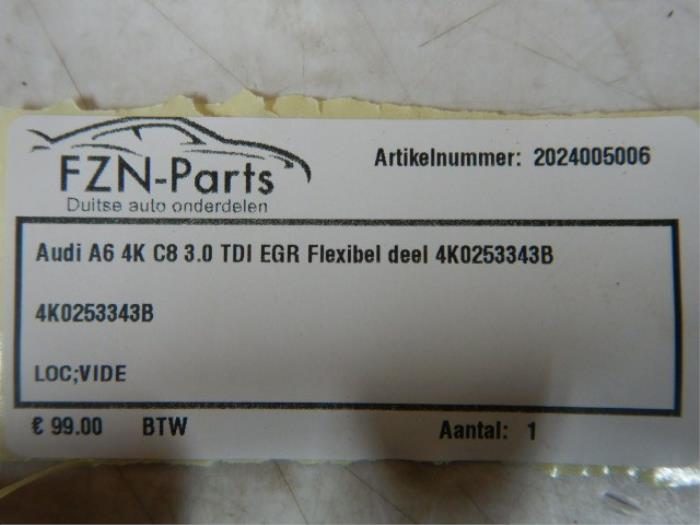 FZN-Parts
Duitse auto onderdelen
Artikelnummer: 2024005006
Audi A6 4K C8 3.0 TDI EGR Flexibel deel 4K0253343B
4K0253343B
LOC;VIDE
€ 99.00 BTW Aantal: 1